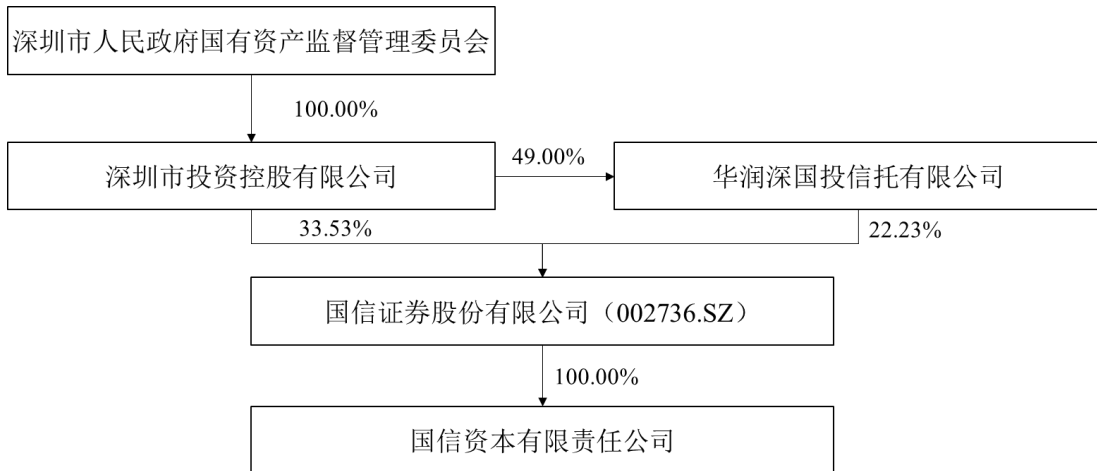 深圳市人民政府国有资产监督管理委员会
100.00%
深圳市投资控股有限公司
49.00%
华润深国投信托有限公司
33.53%
22.23%
国信证券股份有限公司（002736.SZ）
100.00%
国信资本有限责任公司